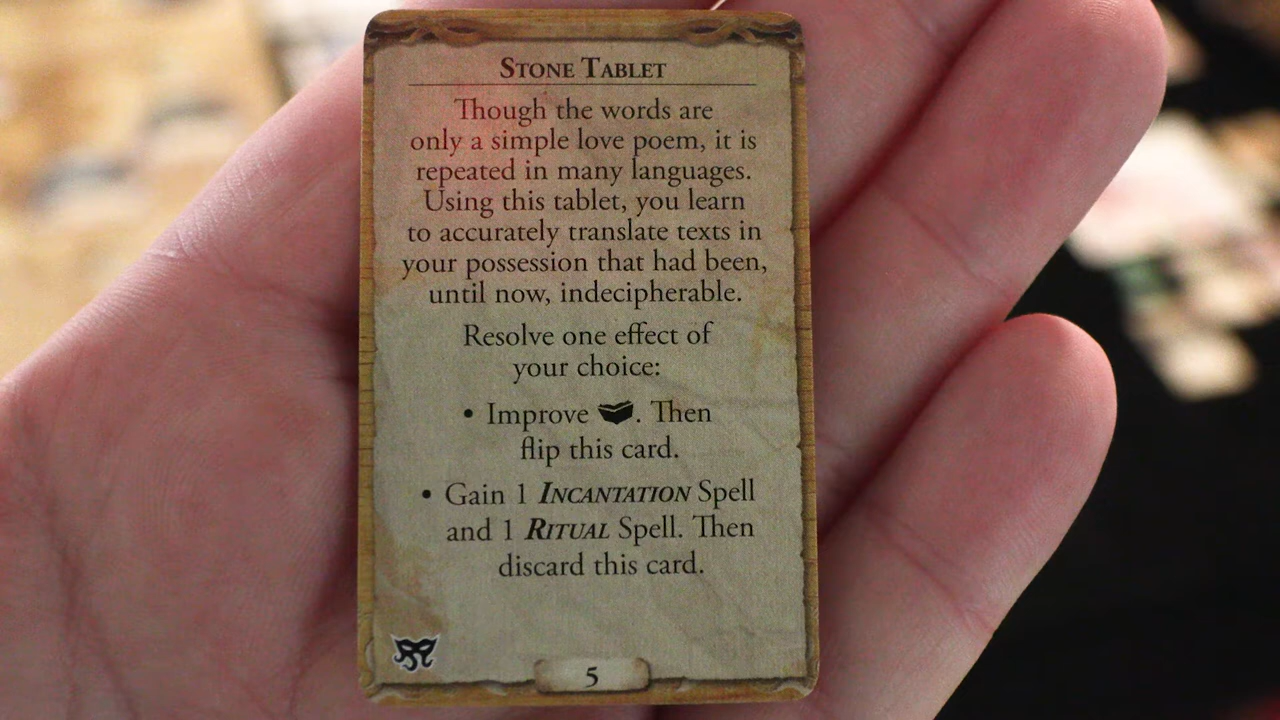 STONE TABLET
Though the words are
only a simple love poem, it is
repeated in many languages.
Using this tablet, you learn
to accurately translate texts in
your possession that had been,
until now, indecipherable.
Resolve one effect of
your choice:
• Improve . Then
flip this card.
• Gain 1 INCANTATION Spell
and 1 RITUAL Spell. Then
discard this card.
5